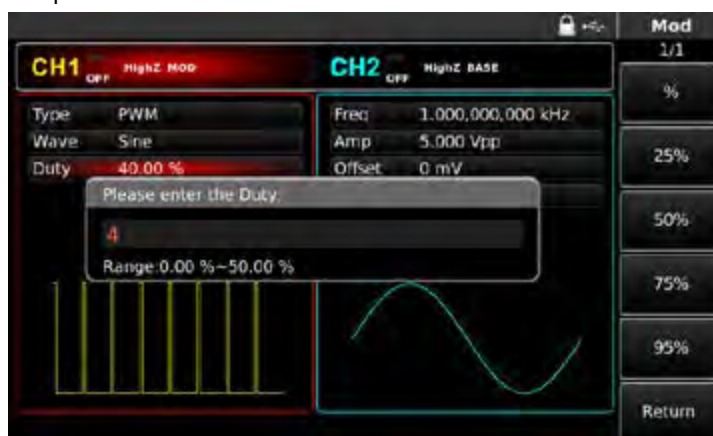 Mod
1/1
CH1 OFF HighZ MOD
CH2 OFF HighZ BASE
Type PWM
Wave Sine
Duty 40.00 %
Freq 1.000,000,000 kHz
Amp 5.000 Vpp
Offset 0 mV
Please enter the Duty:
4
Range:0.00 %~50.00 %
%
25%
50%
75%
95%
Return